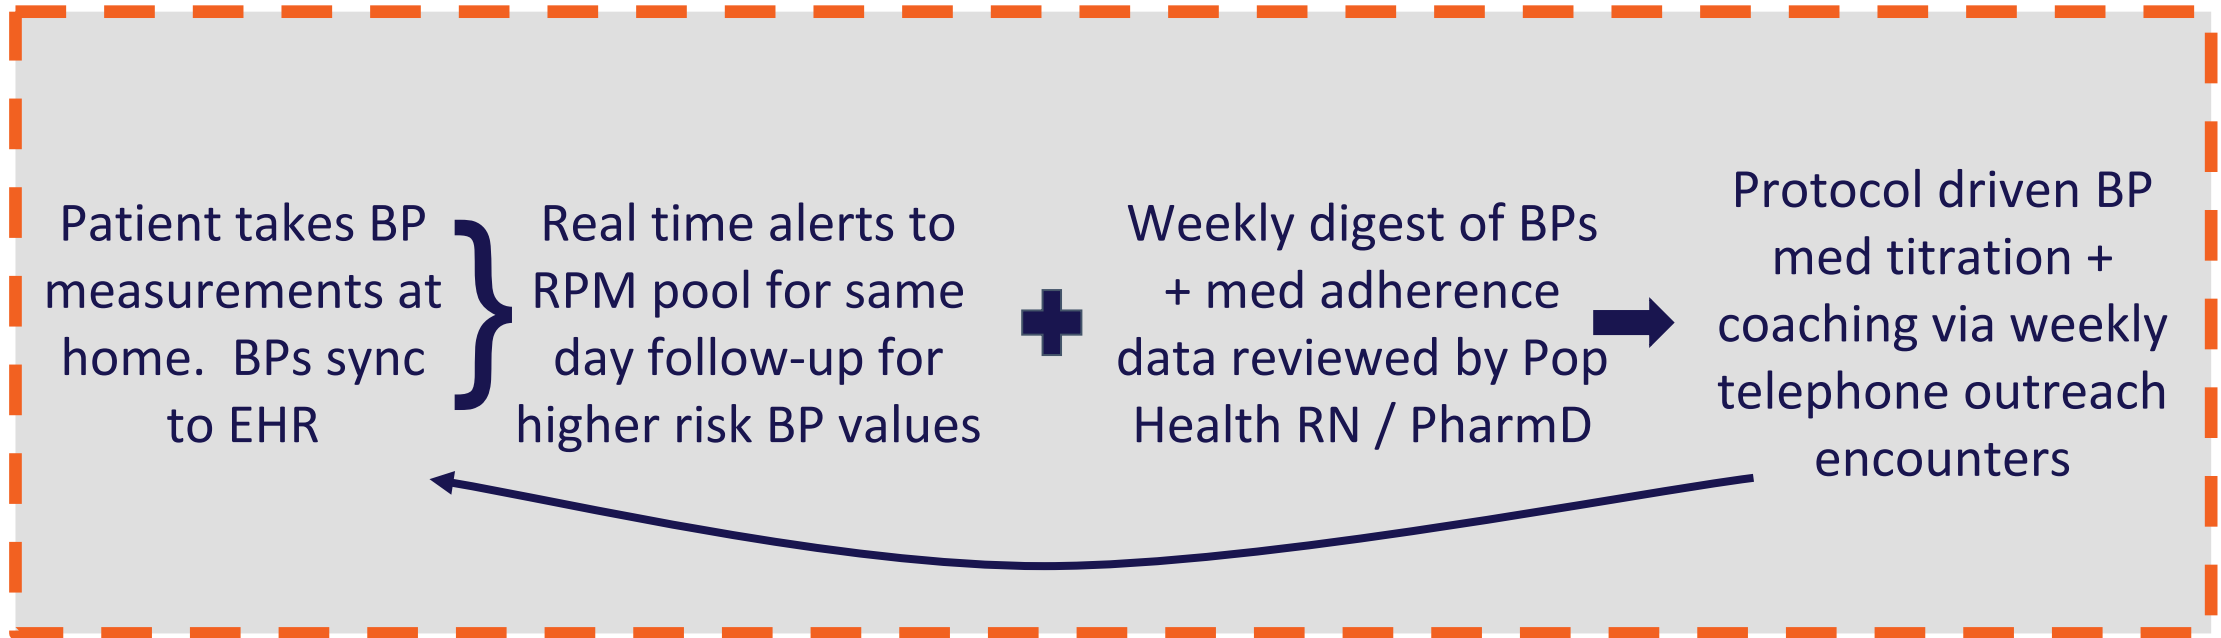 Patient takes BP
measurements at
home.  BPs sync
to EHR
}
Real time alerts to
RPM pool for same
day follow-up for
higher risk BP values
Weekly digest of BPs
+ med adherence
data reviewed by Pop
Health RN / PharmD
Protocol driven BP
med titration +
coaching via weekly
telephone outreach
encounters